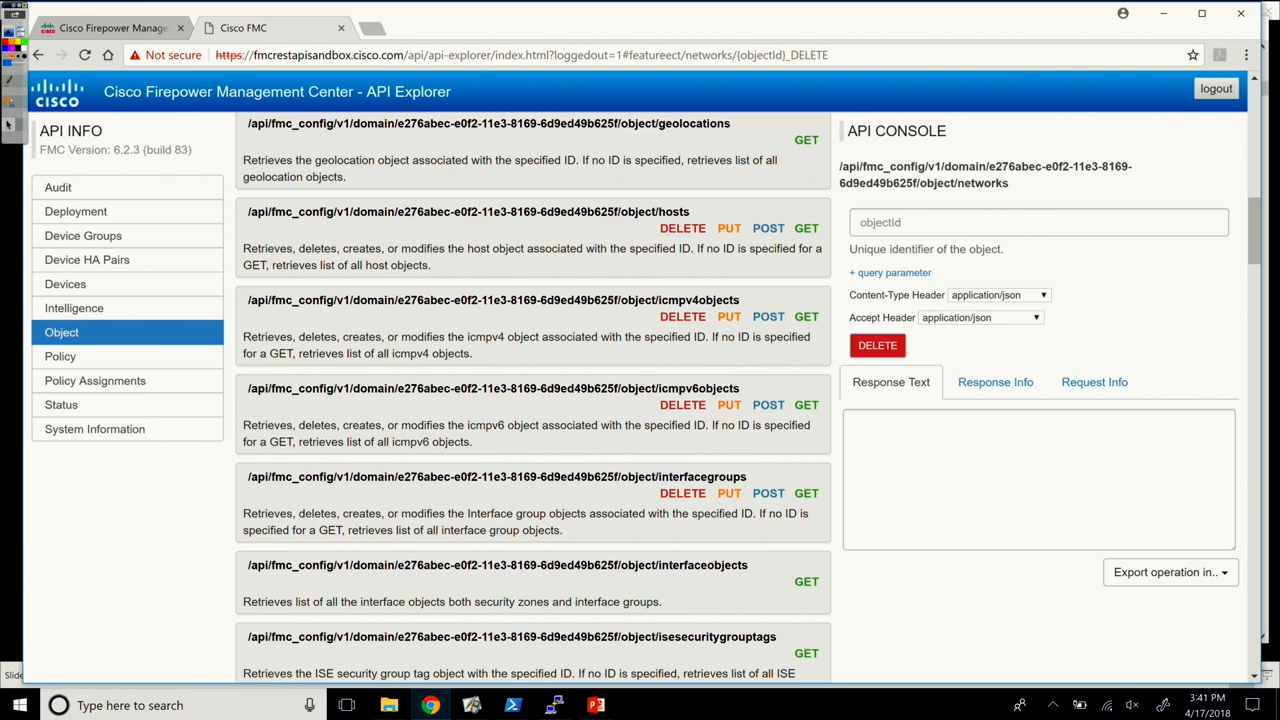 Cisco Firepower Manage
Cisco FMC
Not secure
https://fmcrestapisandbox.cisco.com/api/api-explorer/index.html?loggedout=1#featureect/networks/{objectId}_DELETE
CISCO
Cisco Firepower Management Center - API Explorer
logout
API INFO
FMC Version: 6.2.3 (build 83)
Audit
Deployment
Device Groups
Device HA Pairs
Devices
Intelligence
Object
Policy
Policy Assignments
Status
System Information
/api/fmc_config/v1/domain/e276abec-e0f2-11e3-8169-6d9ed49b625f/object/geolocations
GET
Retrieves the geolocation object associated with the specified ID. If no ID is specified, retrieves list of all
geolocation objects.
/api/fmc_config/v1/domain/e276abec-e0f2-11e3-8169-6d9ed49b625f/object/hosts
DELETE PUT POST GET
Retrieves, deletes, creates, or modifies the host object associated with the specified ID. If no ID is specified for a
GET, retrieves list of all host objects.
/api/fmc_config/v1/domain/e276abec-e0f2-11e3-8169-6d9ed49b625f/object/icmpv4objects
DELETE PUT POST GET
Retrieves, deletes, creates, or modifies the icmpv4 object associated with the specified ID. If no ID is specified
for a GET, retrieves list of all icmpv4 objects.
/api/fmc_config/v1/domain/e276abec-e0f2-11e3-8169-6d9ed49b625f/object/icmpv6objects
DELETE PUT POST GET
Retrieves, deletes, creates, or modifies the icmpv6 object associated with the specified ID. If no ID is specified
for a GET, retrieves list of all icmpv6 objects.
/api/fmc_config/v1/domain/e276abec-e0f2-11e3-8169-6d9ed49b625f/object/interfacegroups
DELETE PUT POST GET
Retrieves, deletes, creates, or modifies the Interface group objects associated with the specified ID. If no ID is
specified for a GET, retrieves list of all interface group objects.
/api/fmc_config/v1/domain/e276abec-e0f2-11e3-8169-6d9ed49b625f/object/interfaceobjects
GET
Retrieves list of all the interface objects both security zones and interface groups.
/api/fmc_config/v1/domain/e276abec-e0f2-11e3-8169-6d9ed49b625f/object/isesecuritygrouptags
GET
Retrieves the ISE security group tag object with the specified ID. If no ID is specified, retrieves list of all ISE
API CONSOLE
/api/fmc_config/v1/domain/e276abec-e0f2-11e3-8169-
6d9ed49b625f/object/networks
objectId
Unique identifier of the object.
+ query parameter
Content-Type Header application/json
Accept Header application/json
DELETE
Response Text Response Info Request Info
Export operation in..
Slide
Type here to search
3:41 PM
4/17/2018